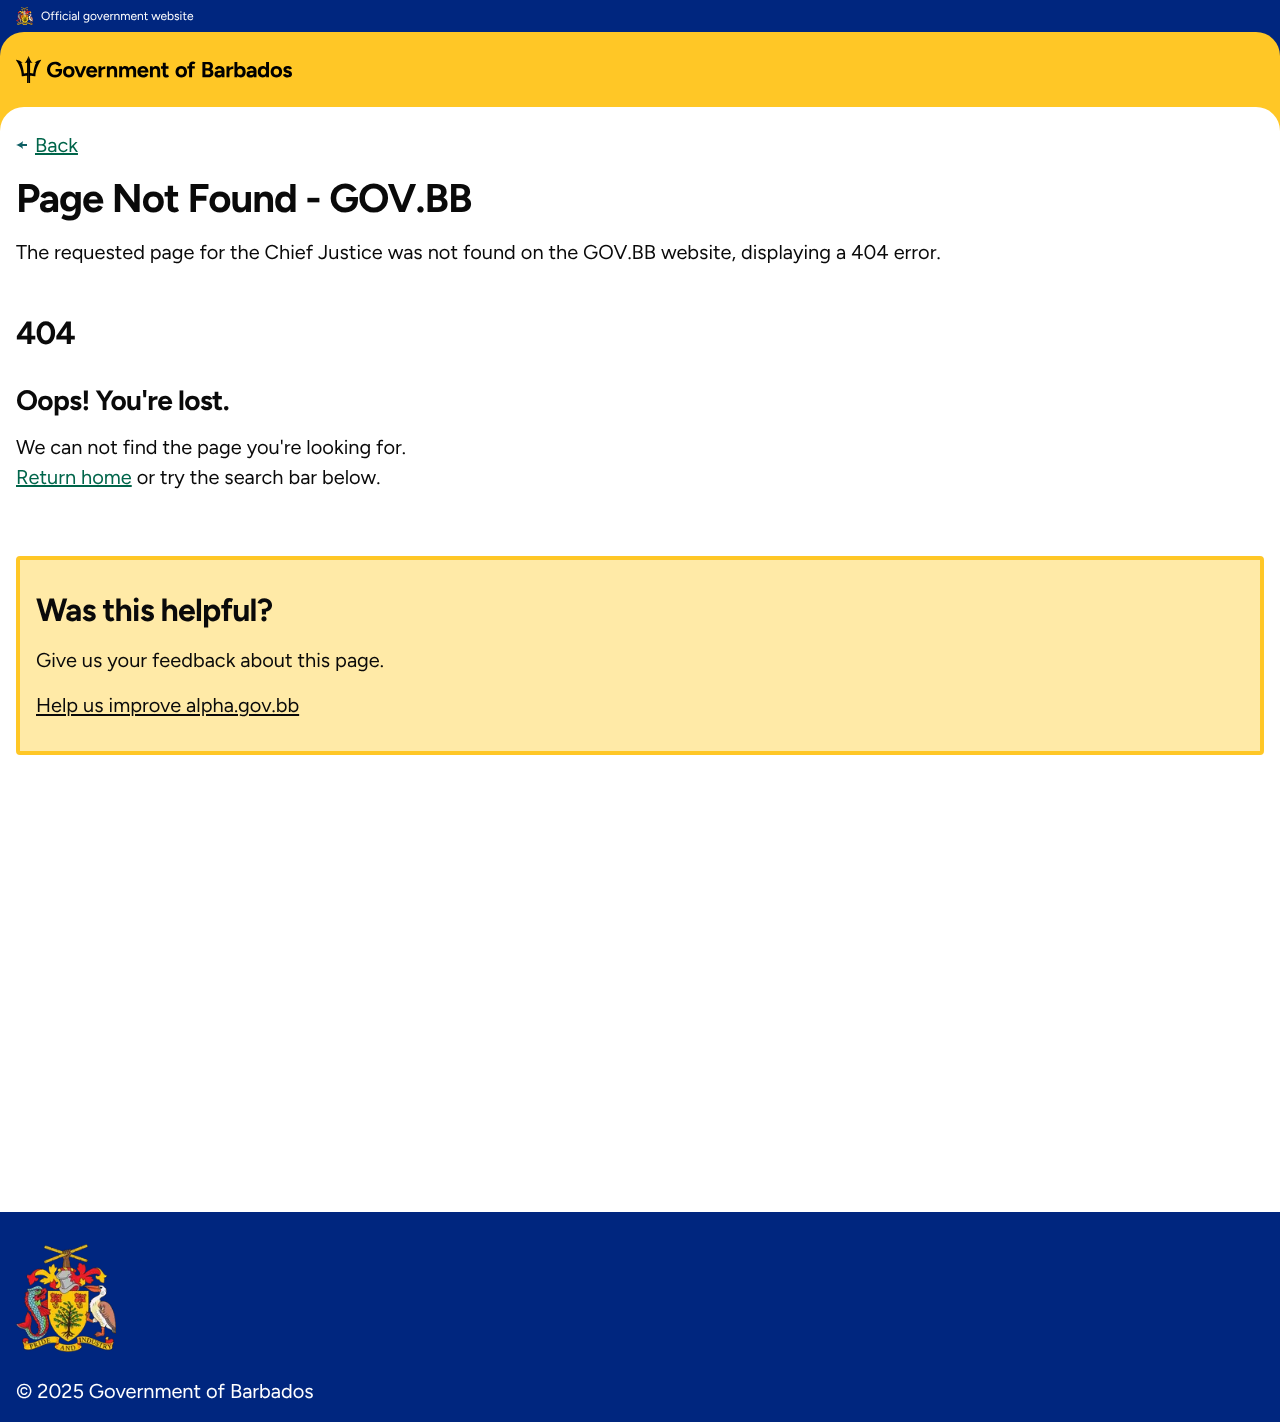 Official government website
Government of Barbados
Back
Page Not Found - GOV.BB
The requested page for the Chief Justice was not found on the GOV.BB website, displaying a 404 error.
404
Oops! You're lost.
We can not find the page you're looking for.
Return home or try the search bar below.
Was this helpful?
Give us your feedback about this page.
Help us improve alpha.gov.bb
PRIDE AND INDUSTRY
© 2025 Government of Barbados